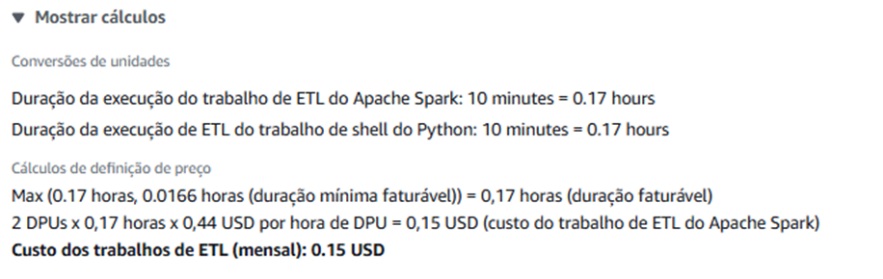 Mostrar cálculos
Conversões de unidades
Duração da execução do trabalho de ETL do Apache Spark: 10 minutes = 0.17 hours
Duração da execução de ETL do trabalho de shell do Python: 10 minutes = 0.17 hours
Cálculos de definição de preço
Max (0.17 horas, 0.0166 horas (duração mínima faturável)) = 0,17 horas (duração faturável)
2 DPUs x 0,17 horas x 0,44 USD por hora de DPU = 0,15 USD (custo do trabalho de ETL do Apache Spark)
Custo dos trabalhos de ETL (mensal): 0.15 USD